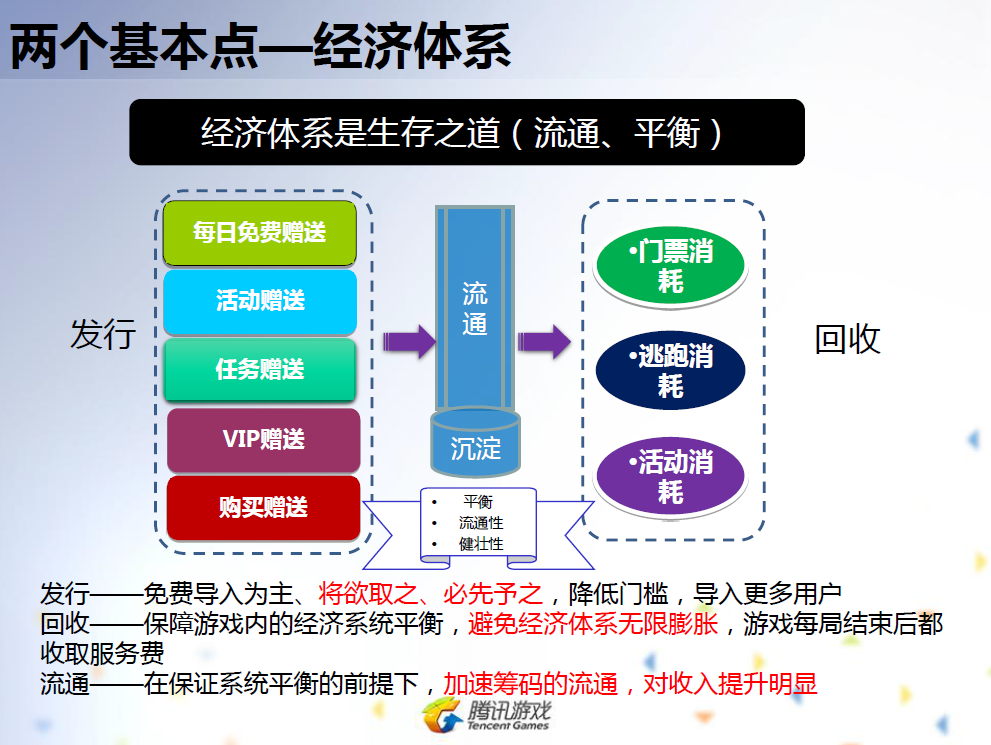 两个基本点—经济体系
经济体系是生存之道（流通、平衡）
发行
每日免费赠送
活动赠送
任务赠送
VIP赠送
购买赠送
流
通
沉淀
• 平衡
• 流通性
• 健壮性
•门票消
耗
•逃跑消
耗
•活动消
耗
回收
发行——免费导入为主、将欲取之、必先予之，降低门槛，导入更多用户
回收——保障游戏内的经济系统平衡，避免经济体系无限膨胀，游戏每局结束后都
收取服务费
流通——在保证系统平衡的前提下，加速筹码的流通，对收入提升明显
腾讯游戏
Tencent Games